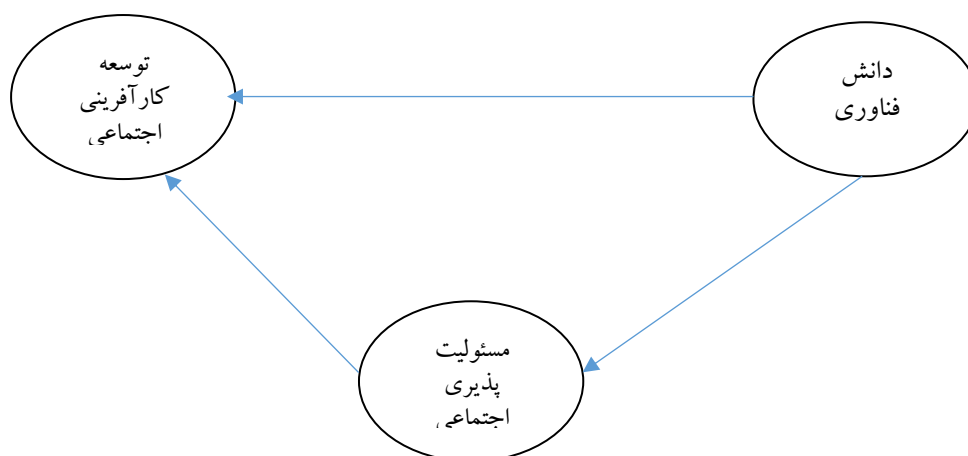 دانش
فناوری
توسعه
کارآفرینی
اجتماعی
مسئولیت
پذیری
اجتماعی